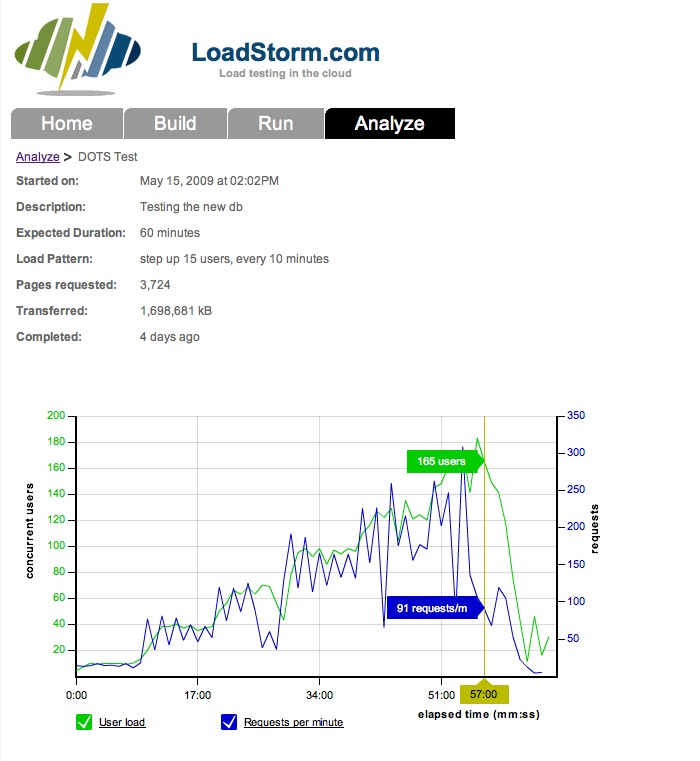 LoadStorm.com
Load testing in the cloud
Home Build Run Analyze
Analyze > DOTS Test
Started on: May 15, 2009 at 02:02PM
Description: Testing the new db
Expected Duration: 60 minutes
Load Pattern: step up 15 users, every 10 minutes
Pages requested: 3,724
Transferred: 1,698,681 kB
Completed: 4 days ago
200 350
180
300
165 users
160
250
140
120 200
concurrent users
requests
100
150
80
60 91 requests/m 100
40
50
20
0:00 17:00 34:00 51:00 57:00
elapsed time (mm:ss)
User load Requests per minute